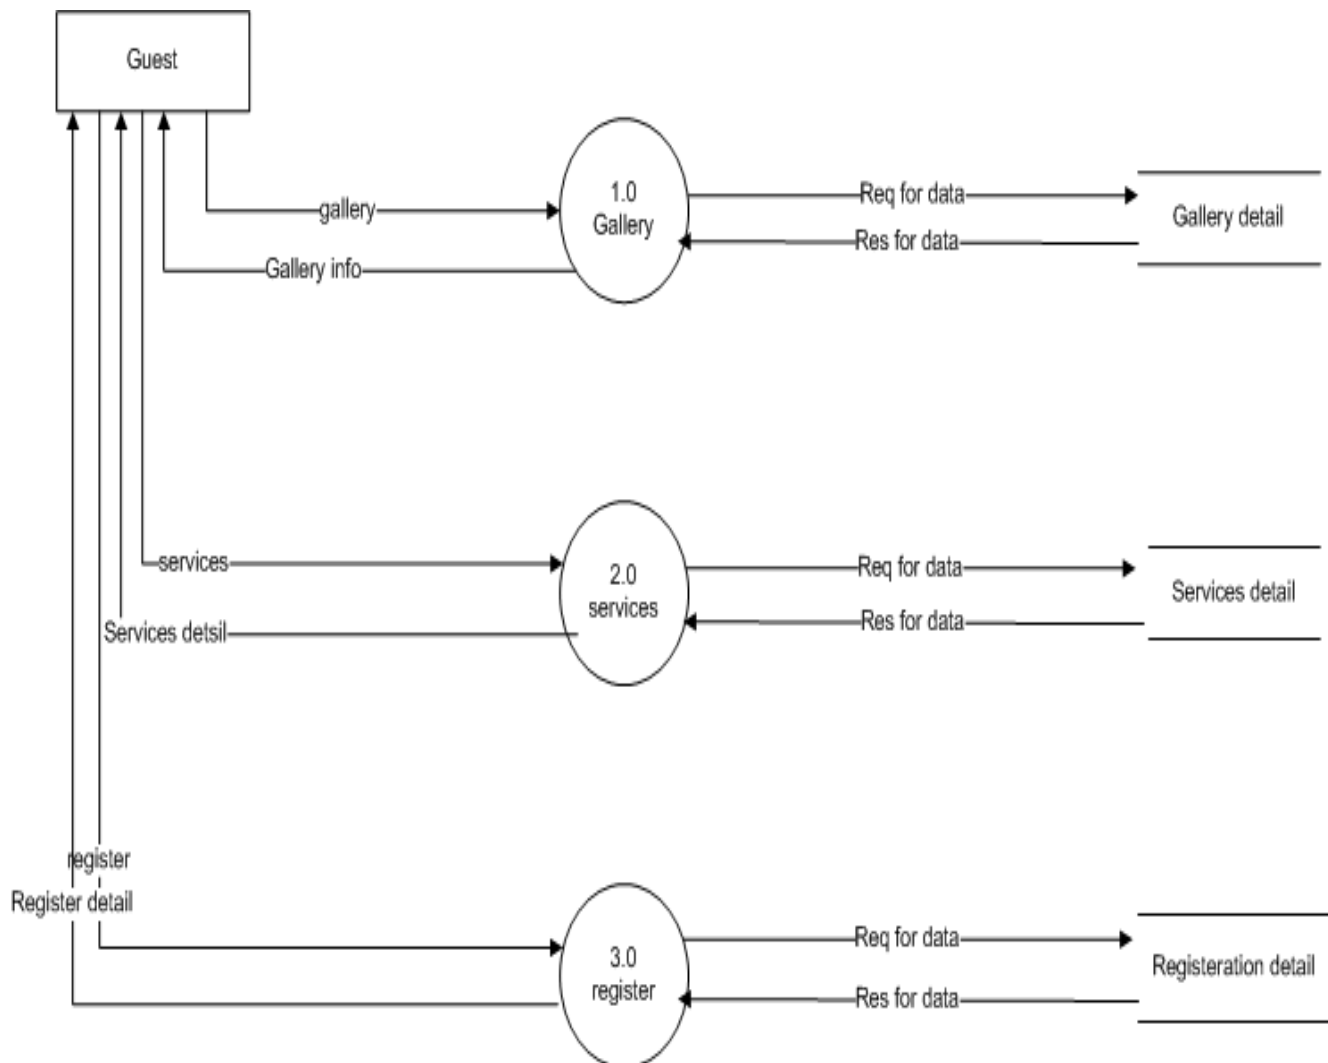 Guest
1.0
Gallery
gallery
Gallery info
Req for data
Res for data
Gallery detail
services
Services detsil
2.0
services
Req for data
Res for data
Services detail
register
Register detail
3.0
register
Req for data
Res for data
Registeration detail